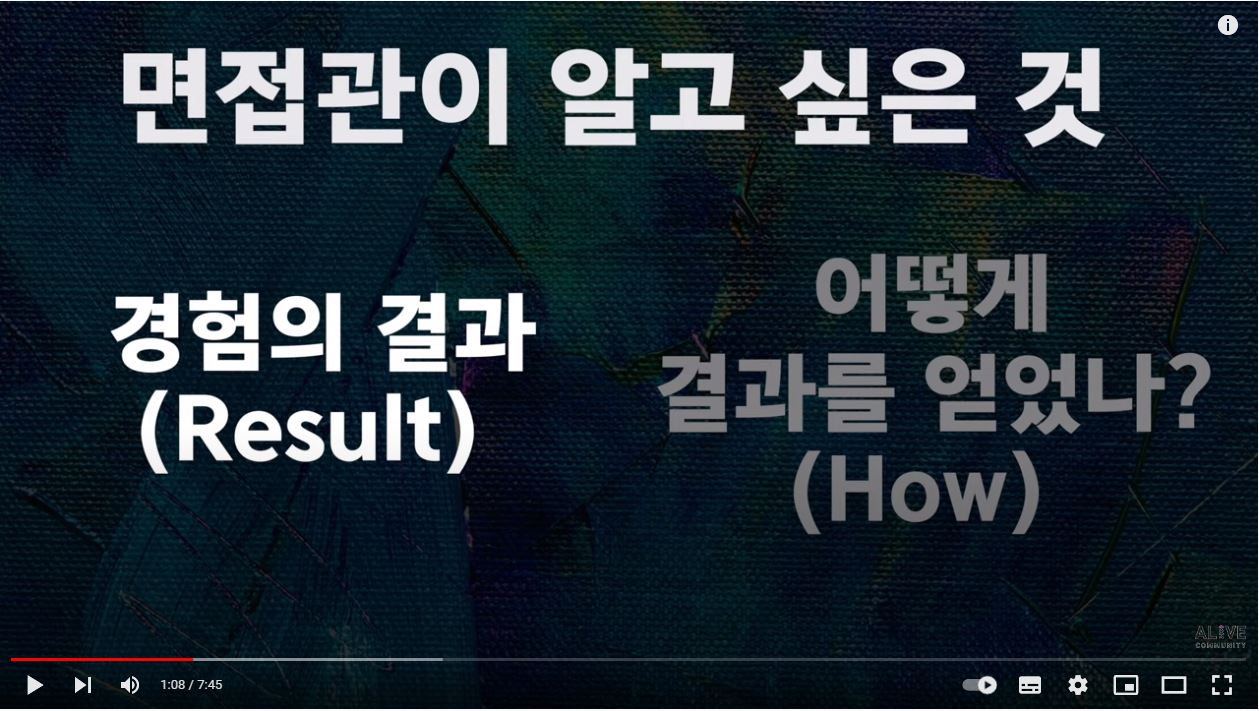 면접관이 알고 싶은 것
경험의 결과
(Result)
어떻게
결과를 얻었나?
(How)
ALIVE
COMMUNITY
1:08 / 7:45